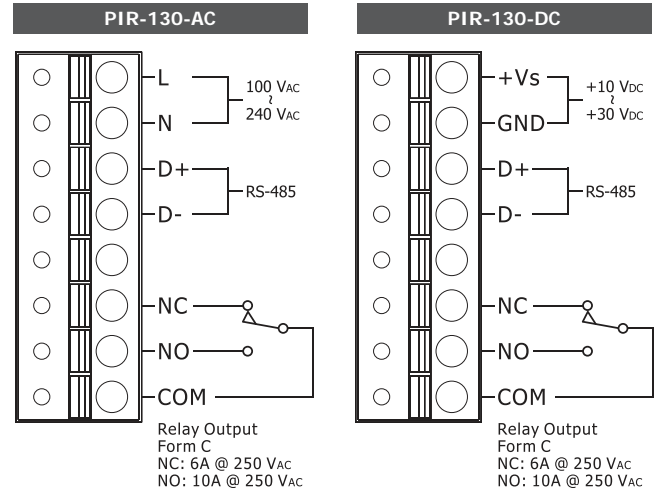 PIR-130-AC
L
N
D+
D-
NC
NO
COM
100 VAC
~
240 VAC
RS-485
Relay Output
Form C
NC: 6A @ 250 VAC
NO: 10A @ 250 VAC
PIR-130-DC
+Vs
GND
D+
D-
NC
NO
COM
+10 VDC
~
+30 VDC
RS-485
Relay Output
Form C
NC: 6A @ 250 VAC
NO: 10A @ 250 VAC